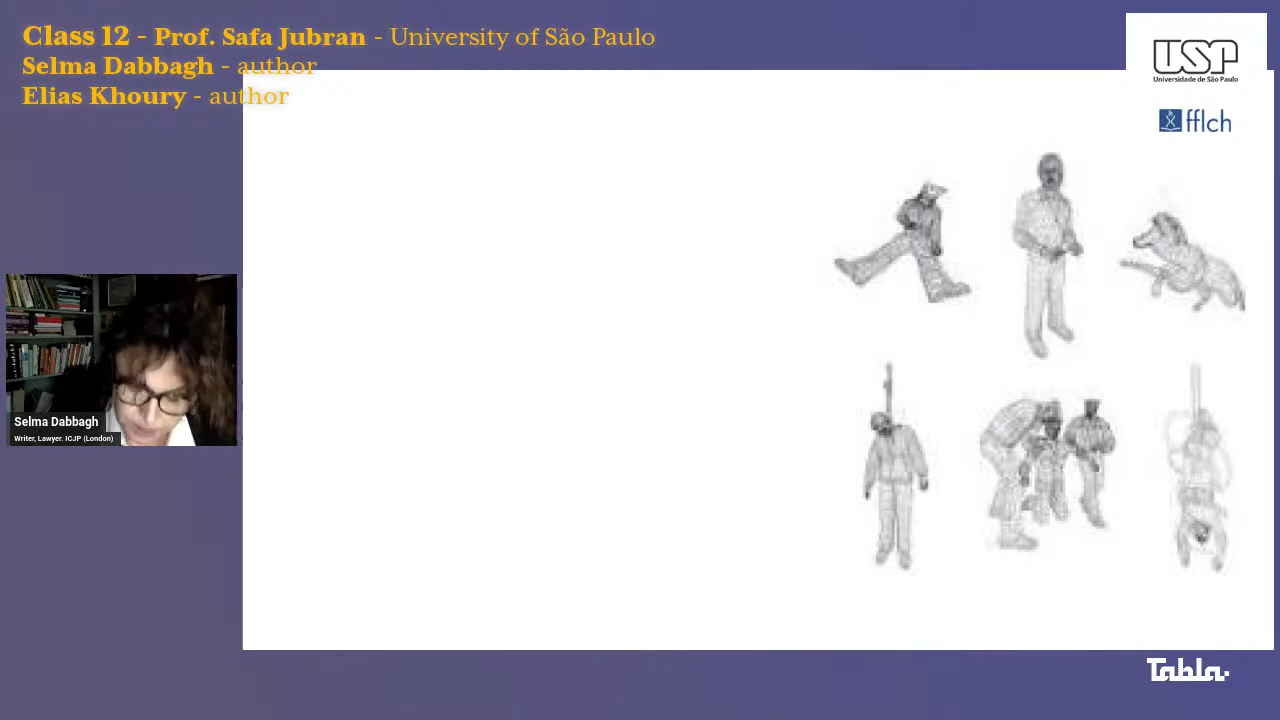 Class 12 - Prof. Safa Jubran - University of São Paulo
Selma Dabbagh - author
Elias Khoury - author
USP
Universidade de São Paulo
fflch
Selma Dabbagh
Writer, Lawyer. ICJP (London)
Tabla.